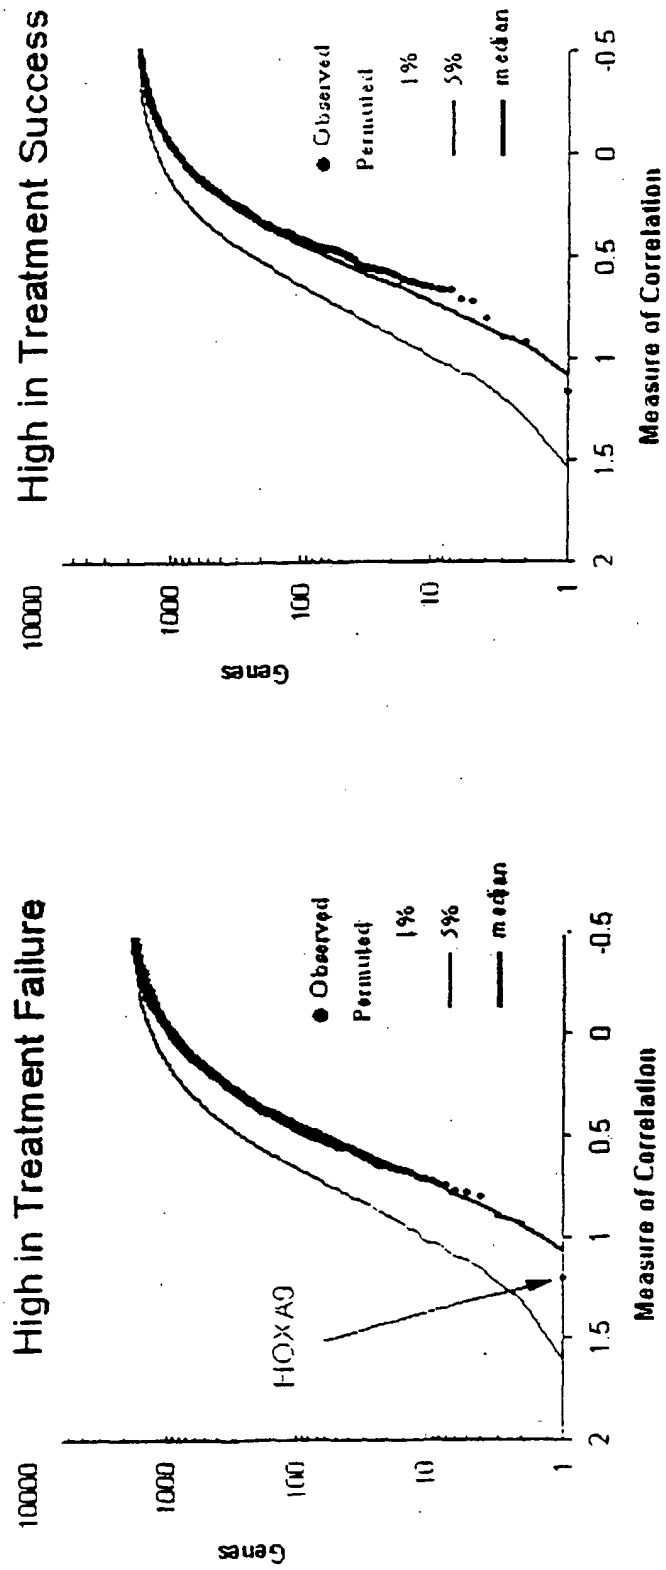 High in Treatment Failure
10000
1000
100
10
1
Genes
HOXA9
Observed
Permuted
1%
5%
median
2
1.5
1
0.5
0
-0.5
Measure of Correlation
High in Treatment Success
10000
1000
100
10
1
Genes
Observed
Permuted
1%
5%
median
2
1.5
1
0.5
0
-0.5
Measure of Correlation